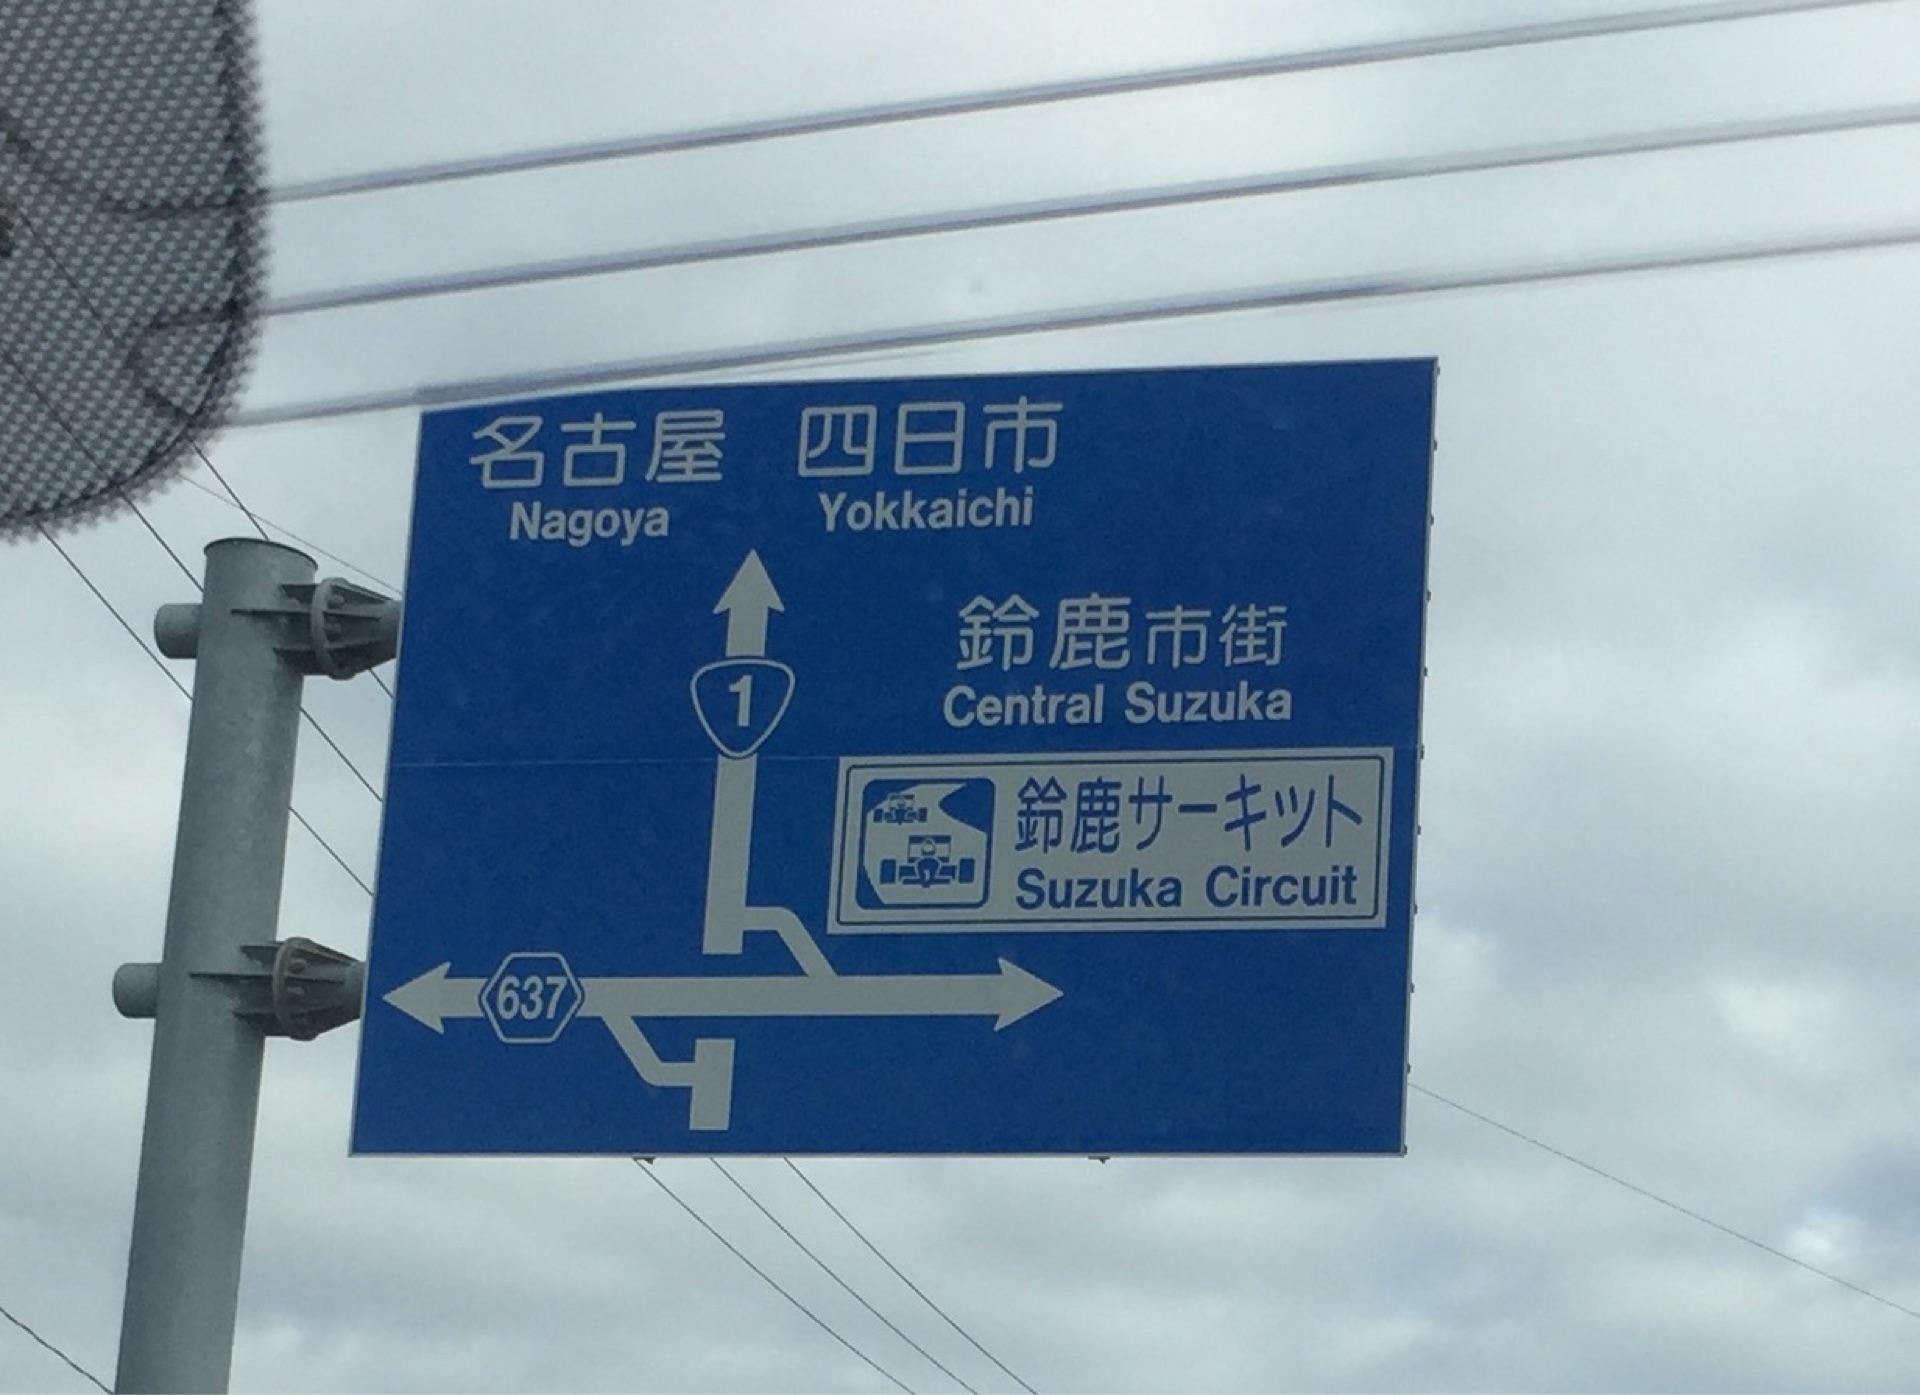 名古屋 四日市
Nagoya Yokkaichi
鈴鹿市街
Central Suzuka
1
鈴鹿サーキット
Suzuka Circuit
637